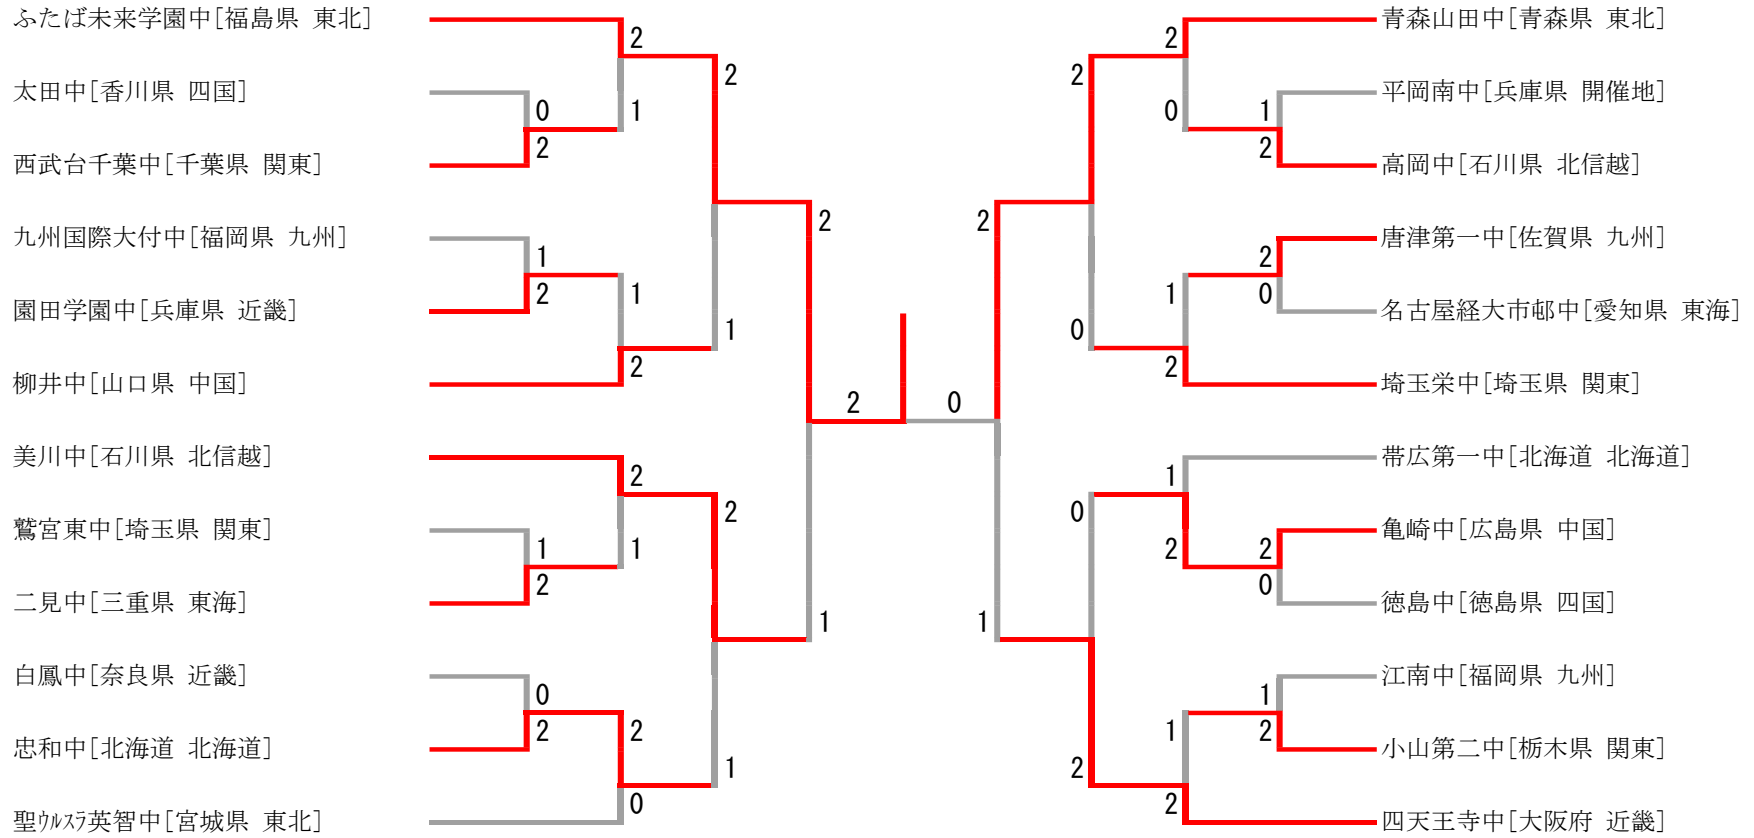 ふたば未来学園中[福島県 東北]
太田中[香川県 四国]
西武台千葉中[千葉県 関東]
九州国際大付中[福岡県 九州]
園田学園中[兵庫県 近畿]
柳井中[山口県 中国]
美川中[石川県 北信越]
鷲宮東中[埼玉県 関東]
二見中[三重県 東海]
白鳳中[奈良県 近畿]
忠和中[北海道 北海道]
聖ｳﾙｽﾗ英智中[宮城県 東北]
2
1
0
2
1
2
1
2
2
1
1
2
0
2
2
0
2
1
2
1
2
1
2
0
2
1
0
2
0
2
2
0
1
2
1
2
0
1
2
1
2
2
0
1
2
1
2
青森山田中[青森県 東北]
平岡南中[兵庫県 開催地]
高岡中[石川県 北信越]
唐津第一中[佐賀県 九州]
名古屋経大市邨中[愛知県 東海]
埼玉栄中[埼玉県 関東]
帯広第一中[北海道 北海道]
亀崎中[広島県 中国]
徳島中[徳島県 四国]
江南中[福岡県 九州]
小山第二中[栃木県 関東]
四天王寺中[大阪府 近畿]